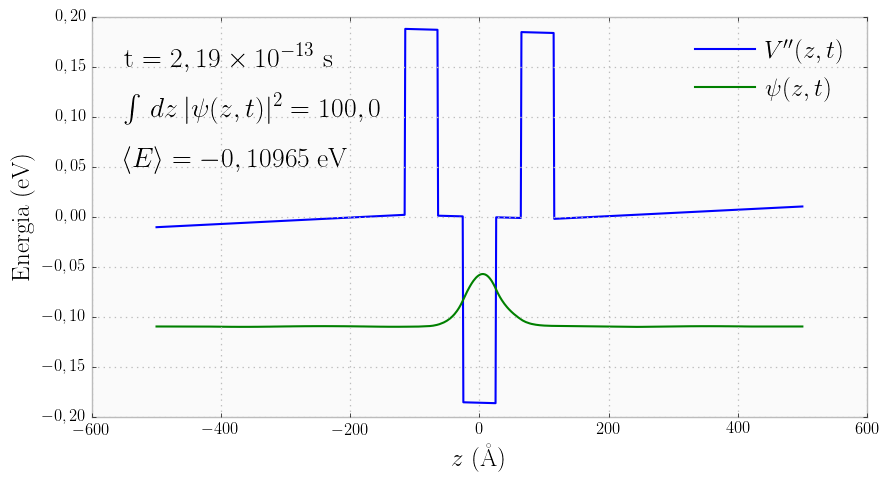 t = 2, 19 × 10⁻¹³ s
∫ dz |ψ(z, t)|² = 100, 0
⟨E⟩ = −0, 10965 eV
V″(z, t)
ψ(z, t)
Energia (eV)
0, 20
0, 15
0, 10
0, 05
0, 00
−0, 05
−0, 10
−0, 15
−0, 20
−600
−400
−200
0
200
400
600
z (Å)